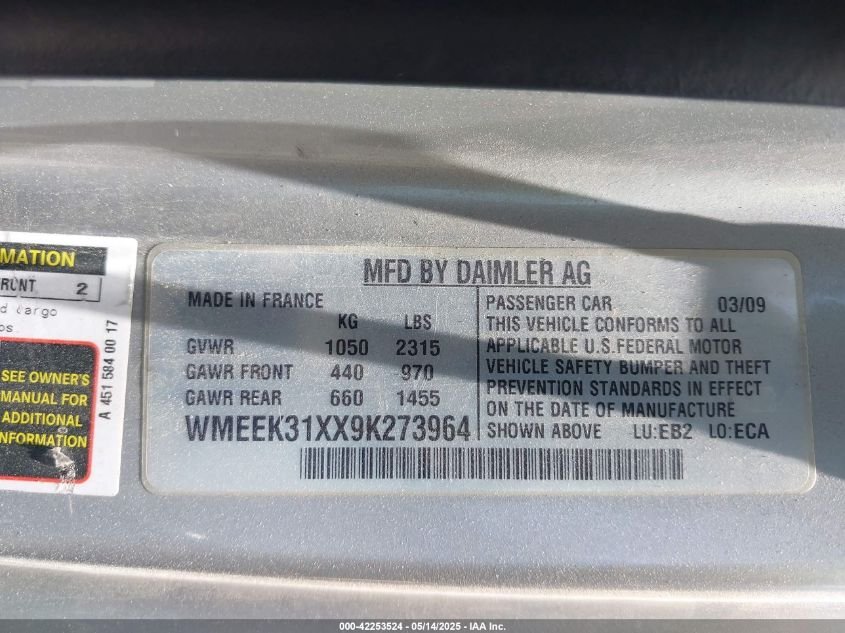 MATION
RONT 2
d cargo
os.
SEE OWNER'S
MANUAL FOR
ADDITIONAL
INFORMATION
A 451 584 00 17
MFD BY DAIMLER AG
MADE IN FRANCE
KG LBS
GVWR 1050 2315
GAWR FRONT 440 970
GAWR REAR 660 1455
WMEEK31XX9K273964
PASSENGER CAR 03/09
THIS VEHICLE CONFORMS TO ALL
APPLICABLE U.S.FEDERAL MOTOR
VEHICLE SAFETY BUMPER AND THEFT
PREVENTION STANDARDS IN EFFECT
ON THE DATE OF MANUFACTURE
SHOWN ABOVE LU:EB2 LO:ECA
000-42253524 - 05/14/2025 - IAA Inc.